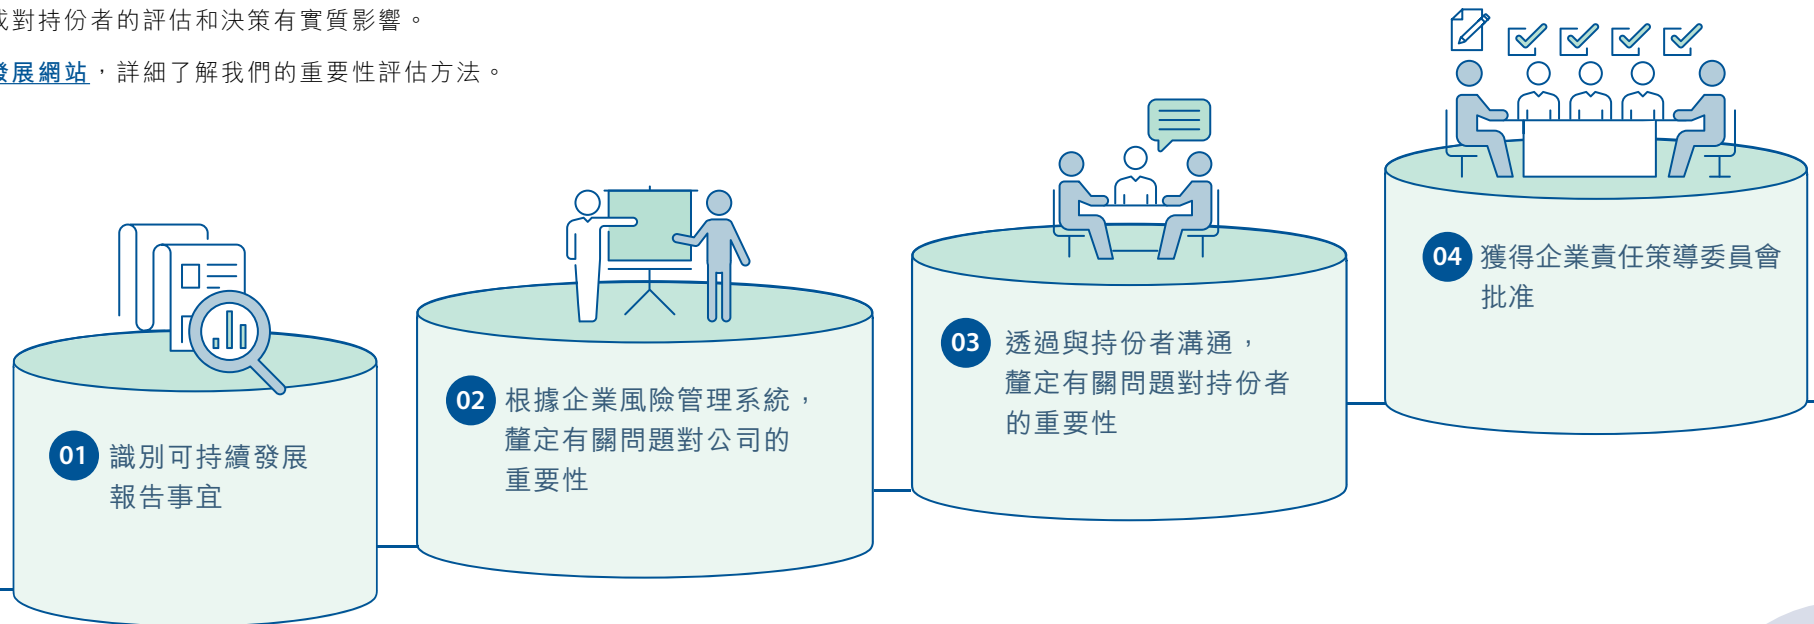 對持份者的評估和決策有實質影響。
發展網站，詳細了解我們的重要性評估方法。
01 識別可持續發展
報告事宜
02 根據企業風險管理系統，
釐定有關問題對公司的
重要性
03 透過與持份者溝通，
釐定有關問題對持份者
的重要性
04 獲得企業責任策導委員會
批准